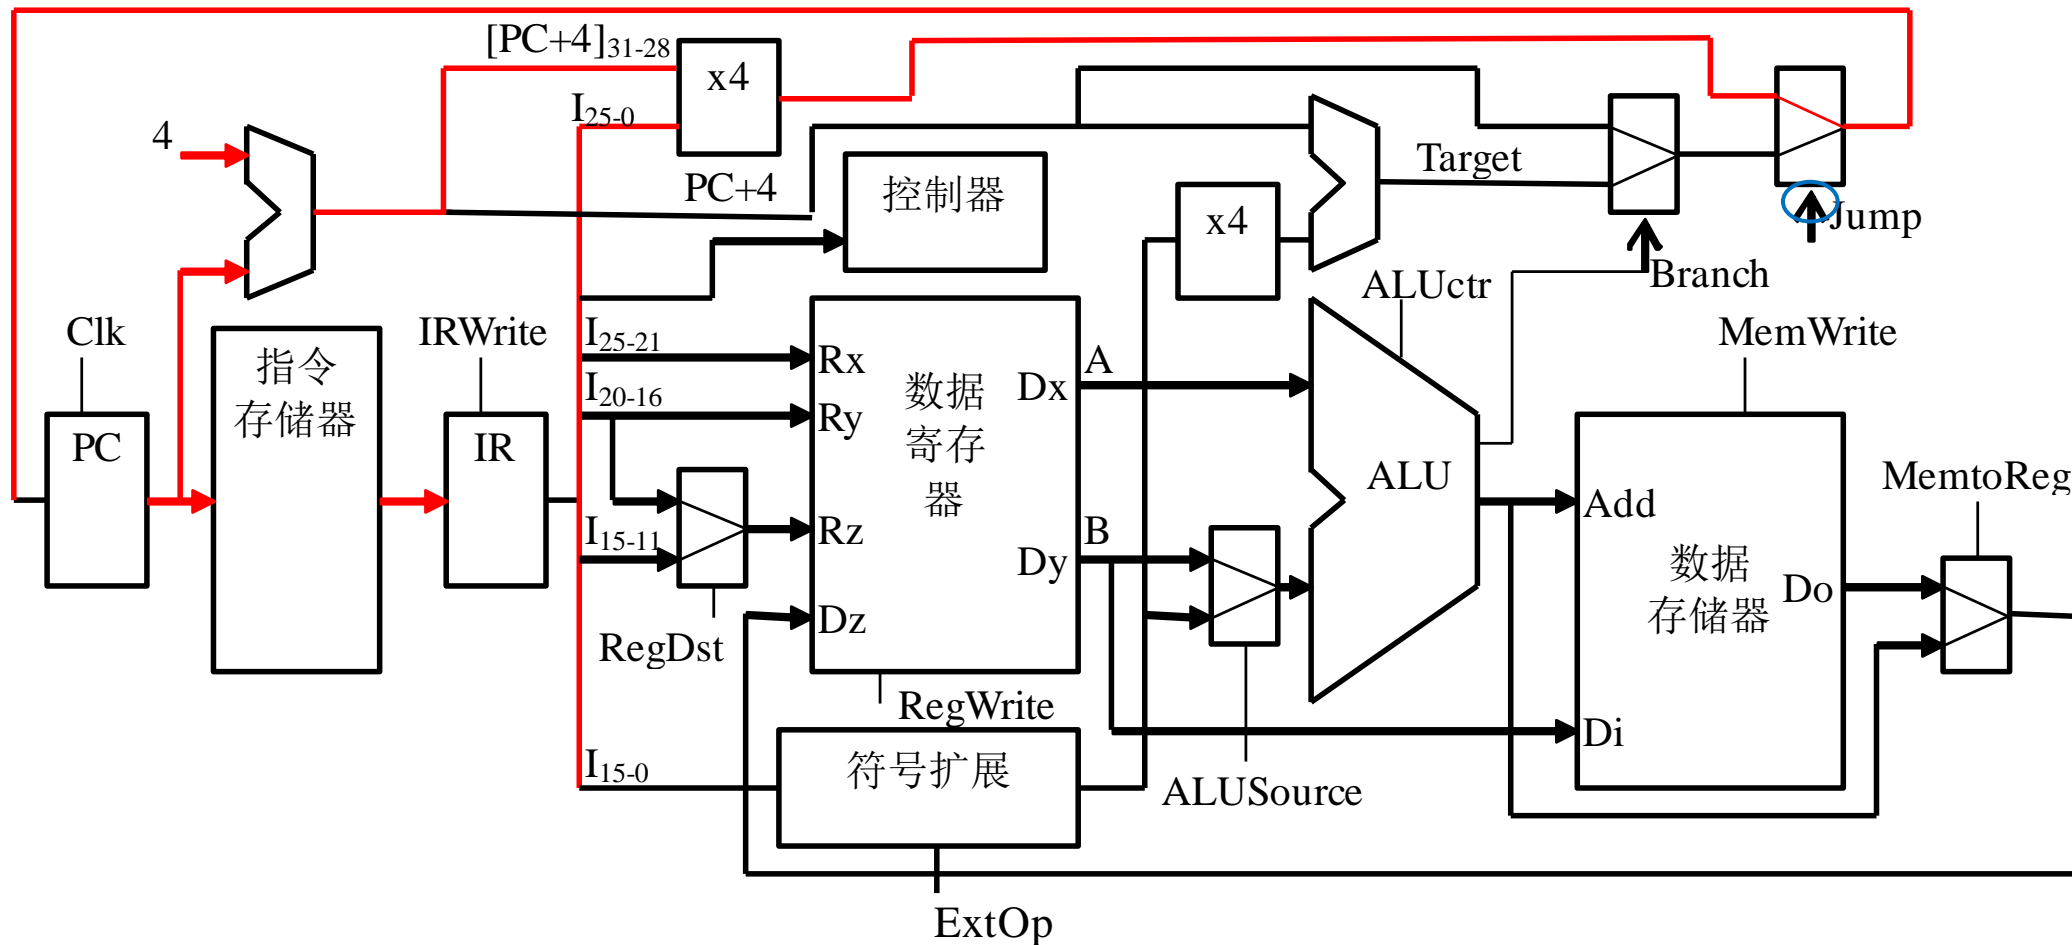 [PC+4]31-28
x4
I25-0
4
PC+4
控制器
Target
x4
Jump
Branch
ALUctr
Clk
IRWrite
MemWrite
指令
存储器
I25-21
Rx
A
I20-16
数据
寄存
器
Dx
Ry
PC
IR
ALU
MemtoReg
Add
I15-11
Rz
B
Dy
数据
存储器
Do
Dz
RegDst
RegWrite
Di
I15-0
符号扩展
ALUSource
ExtOp